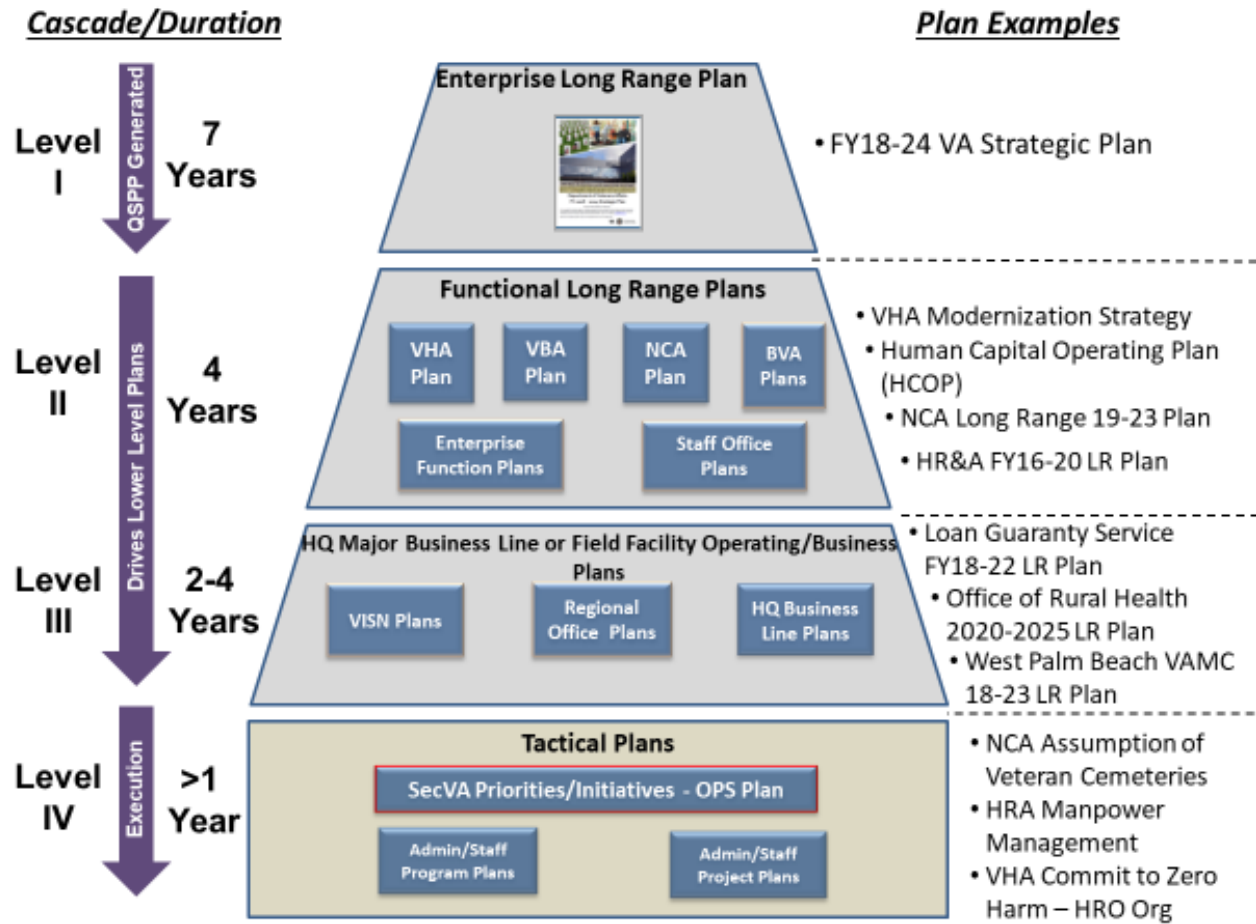 Cascade/Duration
Plan Examples
Level
I
QSPP Generated
7
Years
Enterprise Long Range Plan
• FY18-24 VA Strategic Plan
Level
II
Drives Lower Level Plans
4
Years
Functional Long Range Plans
VHA
Plan
VBA
Plan
NCA
Plan
BVA
Plans
Enterprise
Function Plans
Staff Office
Plans
• VHA Modernization Strategy
• Human Capital Operating Plan
(HCOP)
• NCA Long Range 19-23 Plan
• HR&A FY16-20 LR Plan
Level
III
2-4
Years
HQ Major Business Line or Field Facility Operating/Business
Plans
VISN Plans
Regional
Office Plans
HQ Business
Line Plans
• Loan Guaranty Service
FY18-22 LR Plan
• Office of Rural Health
2020-2025 LR Plan
• West Palm Beach VAMC
18-23 LR Plan
Level
IV
Execution
>1
Year
Tactical Plans
SecVA Priorities/Initiatives - OPS Plan
Admin/Staff
Program Plans
Admin/Staff
Project Plans
• NCA Assumption of
Veteran Cemeteries
• HRA Manpower
Management
• VHA Commit to Zero
Harm – HRO Org